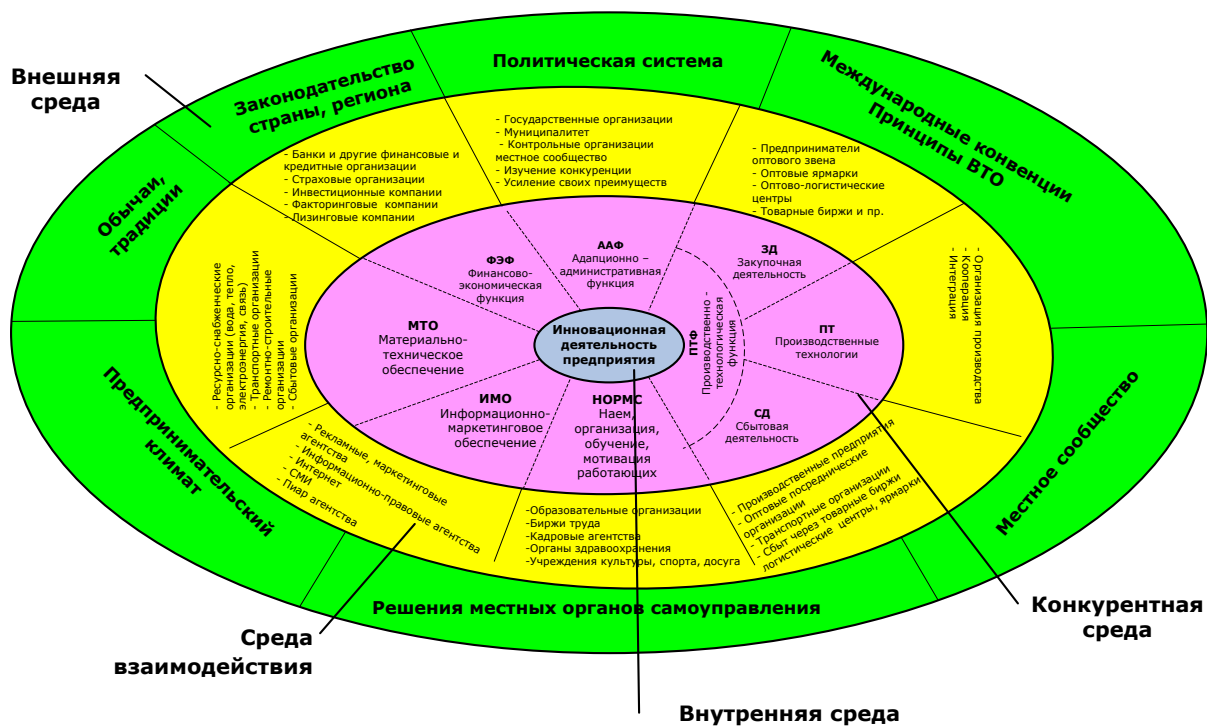 Внешняя
среда
Законодательство
страны, региона
Политическая система
Международные конвенции
Принципы ВТО
Обычаи,
традиции
Предпринимательский
климат
Местное сообщество
Решения местных органов самоуправления
- Банки и другие финансовые и
кредитные организации
- Страховые организации
- Инвестиционные компании
- Факторинговые компании
- Лизинговые компании
- Государственные организации
- Муниципалитет
- Контрольные организации
местное сообщество
- Изучение конкуренции
- Усиление своих преимуществ
- Предприниматели
оптового звена
- Оптовые ярмарки
- Оптово-логистические
центры
- Товарные биржи и пр.
- Организация производства
- Кооперация
- Интеграция
- Ресурсно-снабженческие
организации (вода, тепло,
электроэнергия, связь)
- Транспортные организации
- Ремонтно-строительные
организации
- Сбытовые организации
ФЭФ
Финансово-
экономическая
функция
ААФ
Адапционно –
административная
функция
ЗД
Закупочная
деятельность
МТО
Материально-
техническое
обеспечение
Инновационная
деятельность
предприятия
ПТФ
Производственно -
технологическая
функция
ПТ
Производственные
технологии
ИМО
Информационно-
маркетинговое
обеспечение
НОРМС
Наем,
организация,
обучение,
мотивация
работающих
СД
Сбытовая
деятельность
- Рекламные, маркетинговые
агентства
- Информационно-правовые агентства
- Интернет
- СМИ
- Пиар агентства
-Образовательные организации
-Биржи труда
-Кадровые агентства
-Органы здравоохранения
-Учреждения культуры, спорта, досуга
- Производственные предприятия
- Оптовые посреднические
организации
- Транспортные организации
- Сбыт через товарные биржи
логистические центры, ярмарки
Среда
взаимодействия
Конкурентная
среда
Внутренняя среда